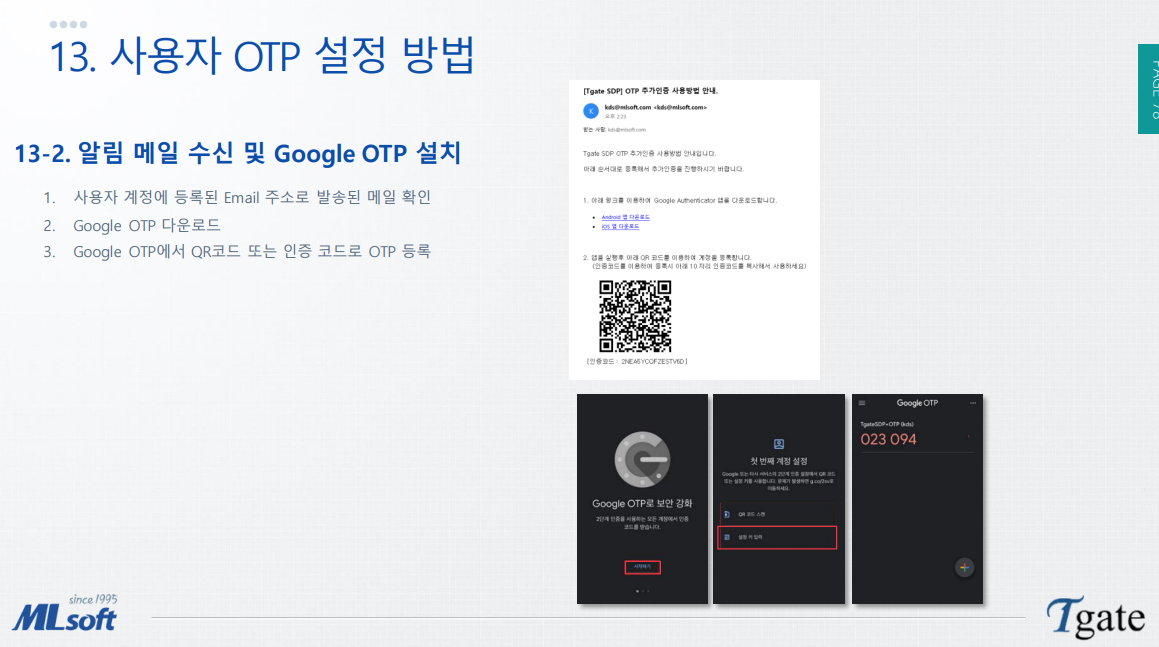 13. 사용자 OTP 설정 방법
PAGE 78
13-2. 알림 메일 수신 및 Google OTP 설치
1. 사용자 계정에 등록된 Email 주소로 발송된 메일 확인
2. Google OTP 다운로드
3. Google OTP에서 QR코드 또는 인증 코드로 OTP 등록
[Tgate SDP] OTP 추가인증 사용방법 안내.
K
kds@mlsoft.com <kds@mlsoft.com>
오후 2:23
받는 사람: kds@mlsoft.com
Tgate SDP OTP 추가인증 사용방법 안내입니다.
아래 순서대로 등록해서 추가인증을 진행하시기 바랍니다.
1. 아래 링크를 이용하여 Google Authenticator 앱을 다운로드합니다.
• Android 앱 다운로드
• iOS 앱 다운로드
2. 앱을 실행후 아래 QR 코드를 이용하여 계정을 등록합니다.
(인증코드를 이용하여 등록시 아래 10 자리 인증코드를 복사해서 사용하세요)
[인증코드 : 2NEA5YCOFZESTV6D]
Google OTP로 보안 강화
2단계 인증을 사용하는 모든 계정에서 인증
코드를 받습니다.
시작하기
첫 번째 계정 설정
Google 또는 타사 서비스의 2단계 인증 설정에서 QR 코드
또는 설정 키를 사용합니다. 문제가 발생하면 g.co/2sv로
이동하세요.
QR 코드 스캔
설정 키 입력
Google OTP
TgateSDP+OTP (kds)
023 094
since 1995
MLsoft
Tgate